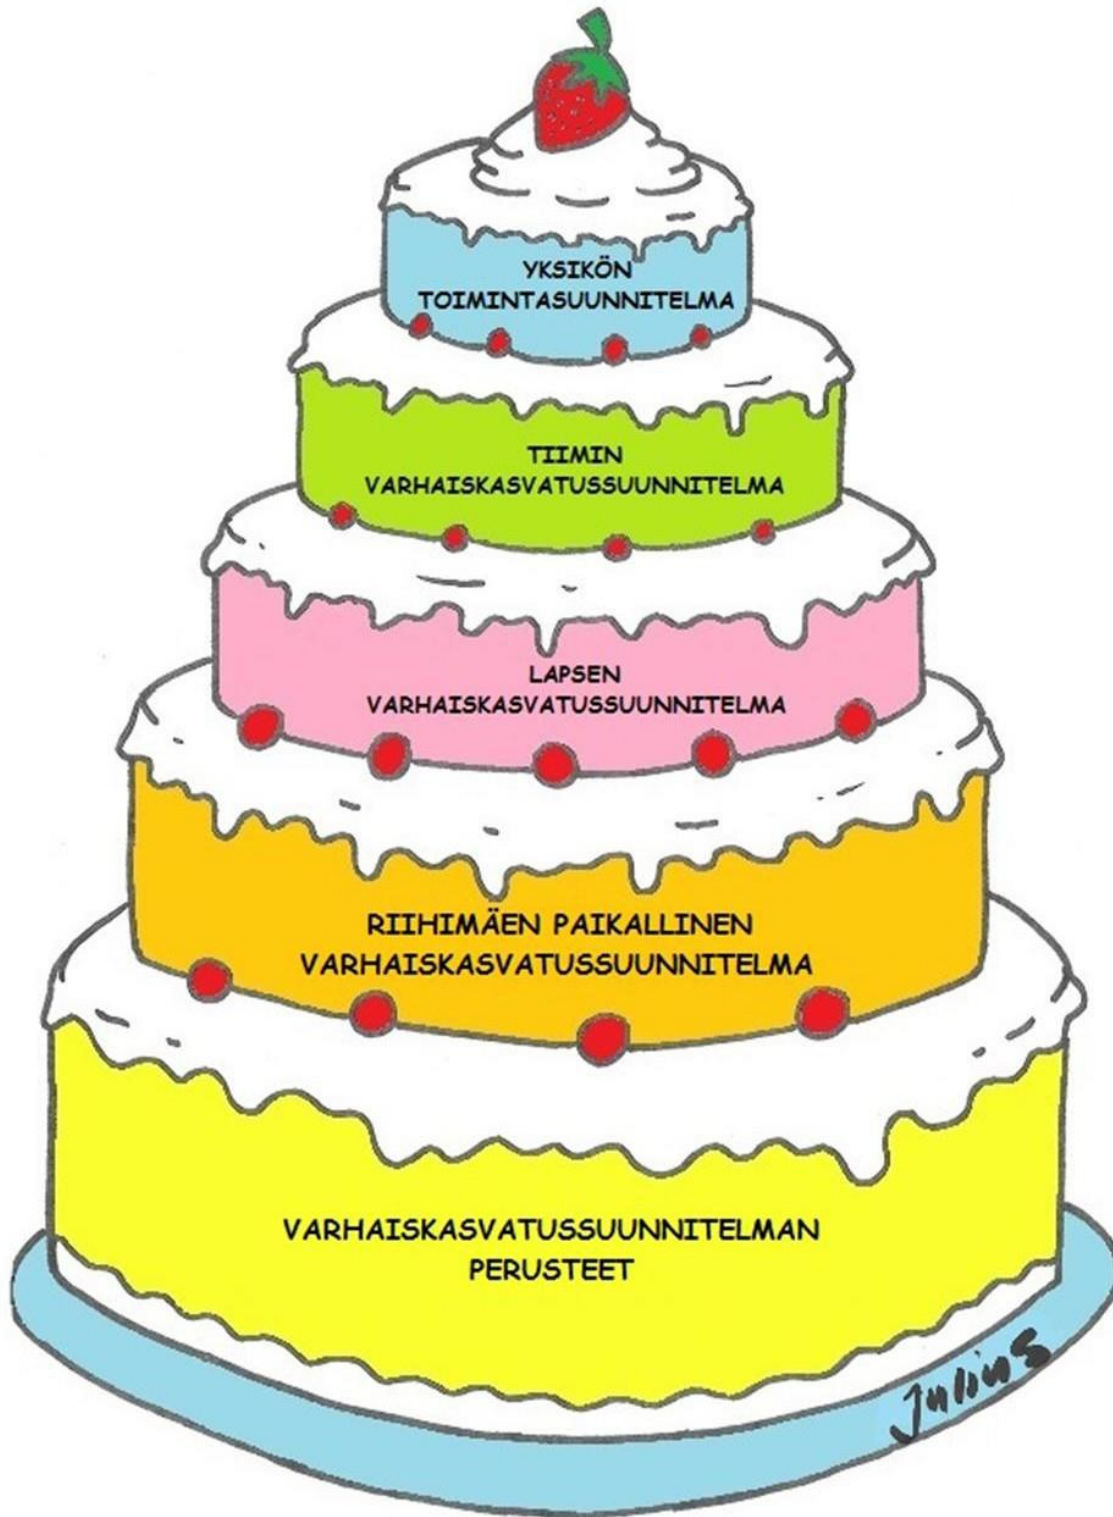 YKSIKÖN
TOIMINTASUUNNITELMA
TIIMIN
VARHAISKASVATUSSUUNNITELMA
LAPSEN
VARHAISKASVATUSSUUNNITELMA
RIIHIMÄEN PAIKALLINEN
VARHAISKASVATUSSUUNNITELMA
VARHAISKASVATUSSUUNNITELMAN
PERUSTEET
Julius